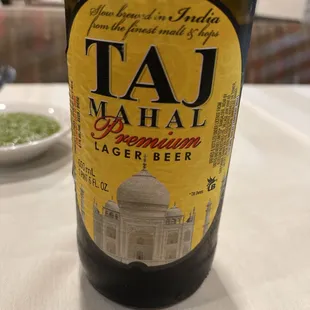 Slow brewed in India
from the finest malt & hops
TAJ
MAHAL
Premium
LAGER BEER